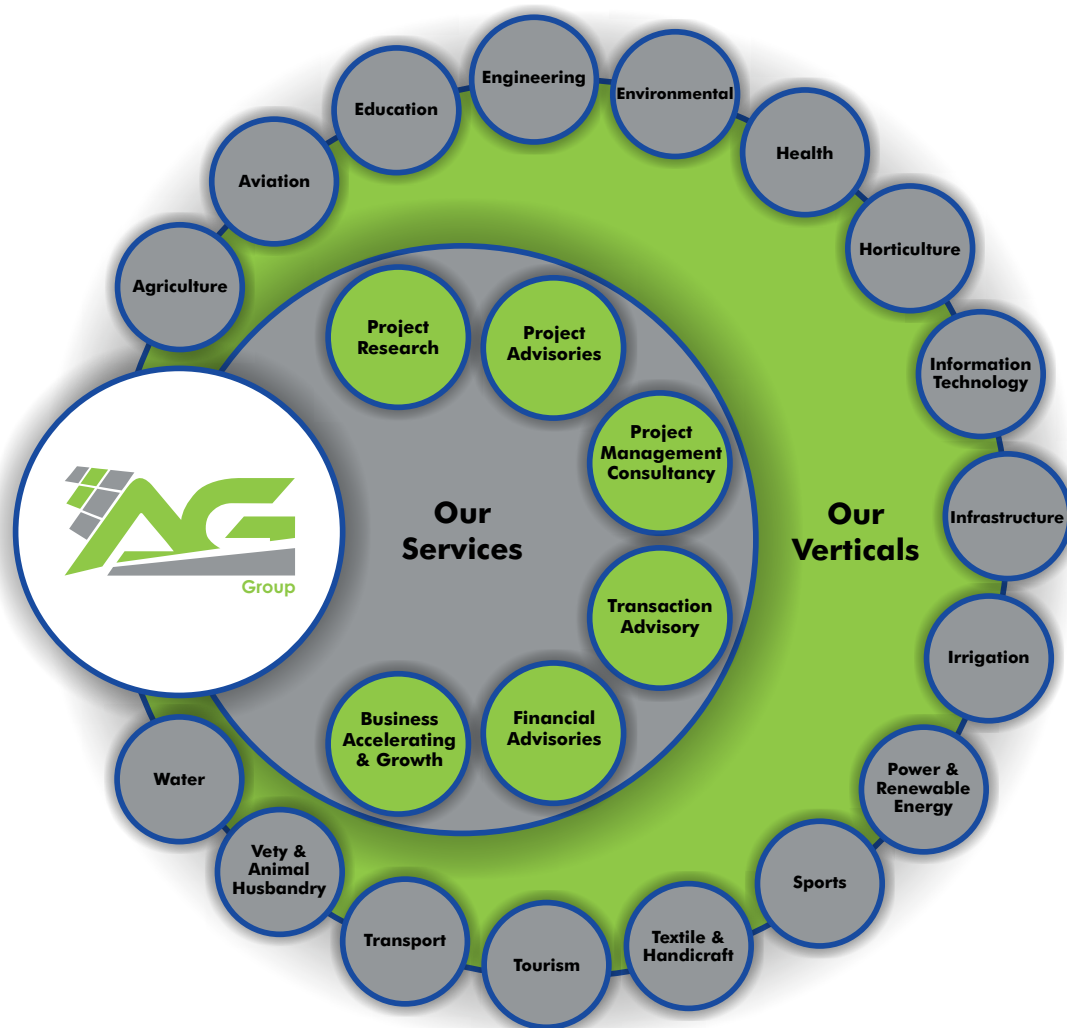 Engineering
Environmental
Education
Health
Aviation
Horticulture
Agriculture
Information
Technology
Infrastructure
Irrigation
Power &
Renewable
Energy
Sports
Textile &
Handicraft
Tourism
Transport
Vety &
Animal
Husbandry
Water
AG
Group
Our
Services
Project
Research
Project
Advisories
Project
Management
Consultancy
Transaction
Advisory
Financial
Advisories
Business
Accelerating
& Growth
Our
Verticals